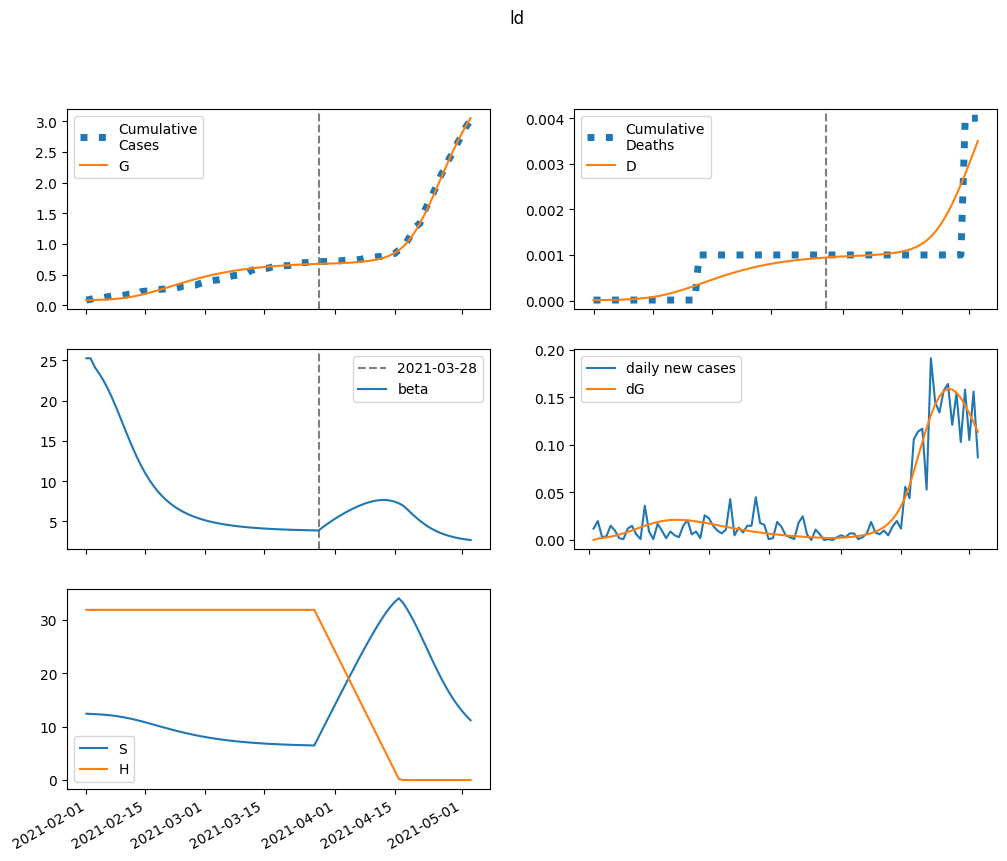 ld
3.0
2.5
2.0
1.5
1.0
0.5
0.0
Cumulative
Cases
G
0.004
0.003
0.002
0.001
0.000
Cumulative
Deaths
D
25
20
15
10
5
2021-03-28
beta
0.20
0.15
0.10
0.05
0.00
daily new cases
dG
30
20
10
0
S
H
2021-02-01
2021-02-15
2021-03-01
2021-03-15
2021-04-01
2021-04-15
2021-05-01